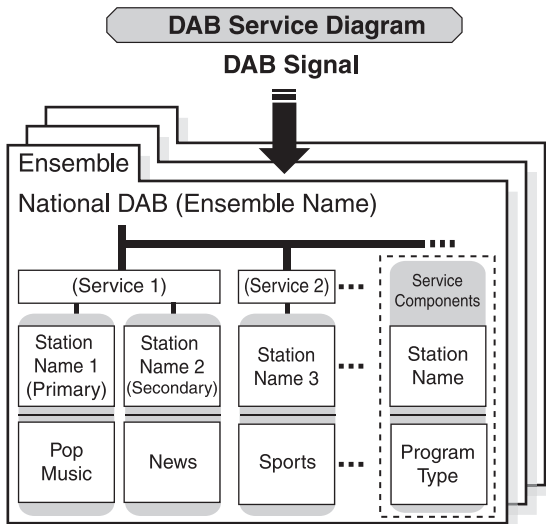 DAB Service Diagram
DAB Signal
Ensemble
National DAB (Ensemble Name)
(Service 1)
(Service 2)
Service
Components
Station
Name 1
(Primary)
Station
Name 2
(Secondary)
Station
Name 3
Station
Name
Pop
Music
News
Sports
Program
Type